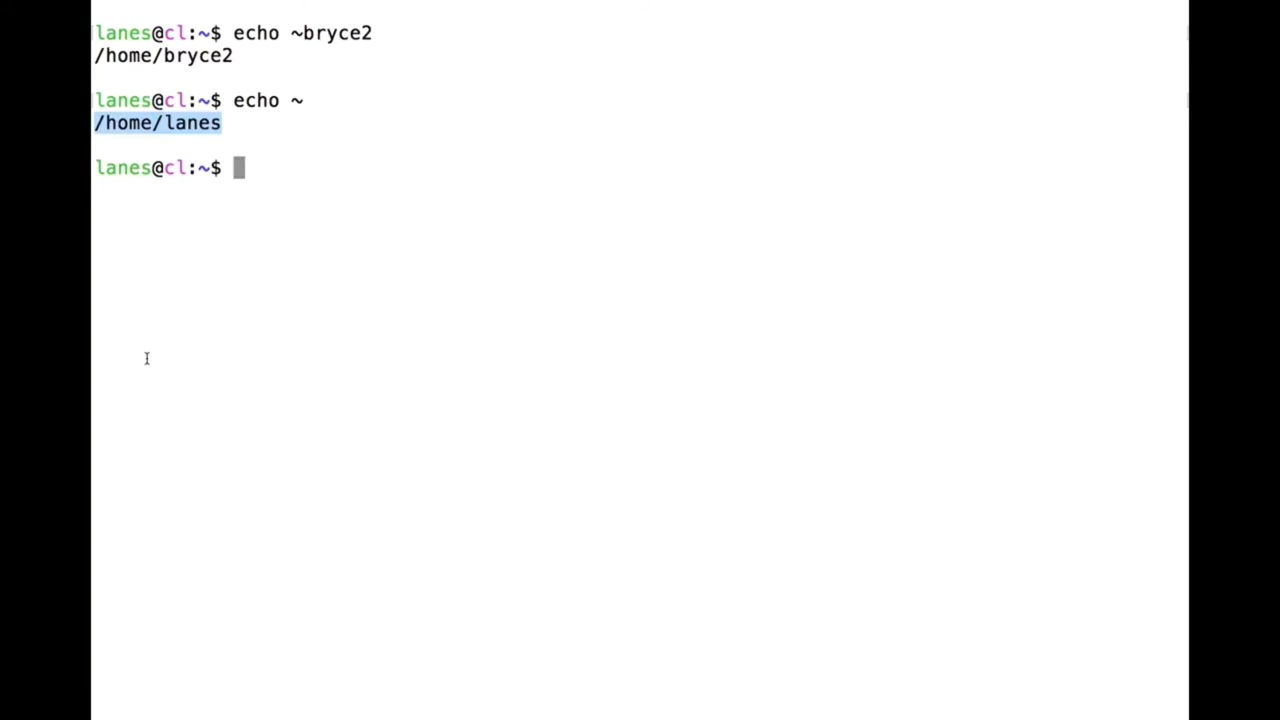 lanes@cl:~$ echo ~bryce2
/home/bryce2
lanes@cl:~$ echo ~
/home/lanes
lanes@cl:~$